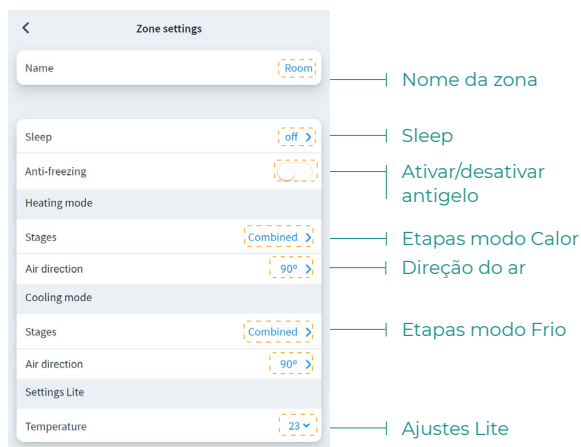 Zone settings
Name Room
Nome da zona
Sleep off
Sleep
Anti-freezing
Ativar/desativar
antigelo
Heating mode
Stages Combined
Etapas modo Calor
Air direction 90º
Direção do ar
Cooling mode
Stages Combined
Etapas modo Frio
Air direction 90º
Settings Lite
Temperature 23
Ajustes Lite